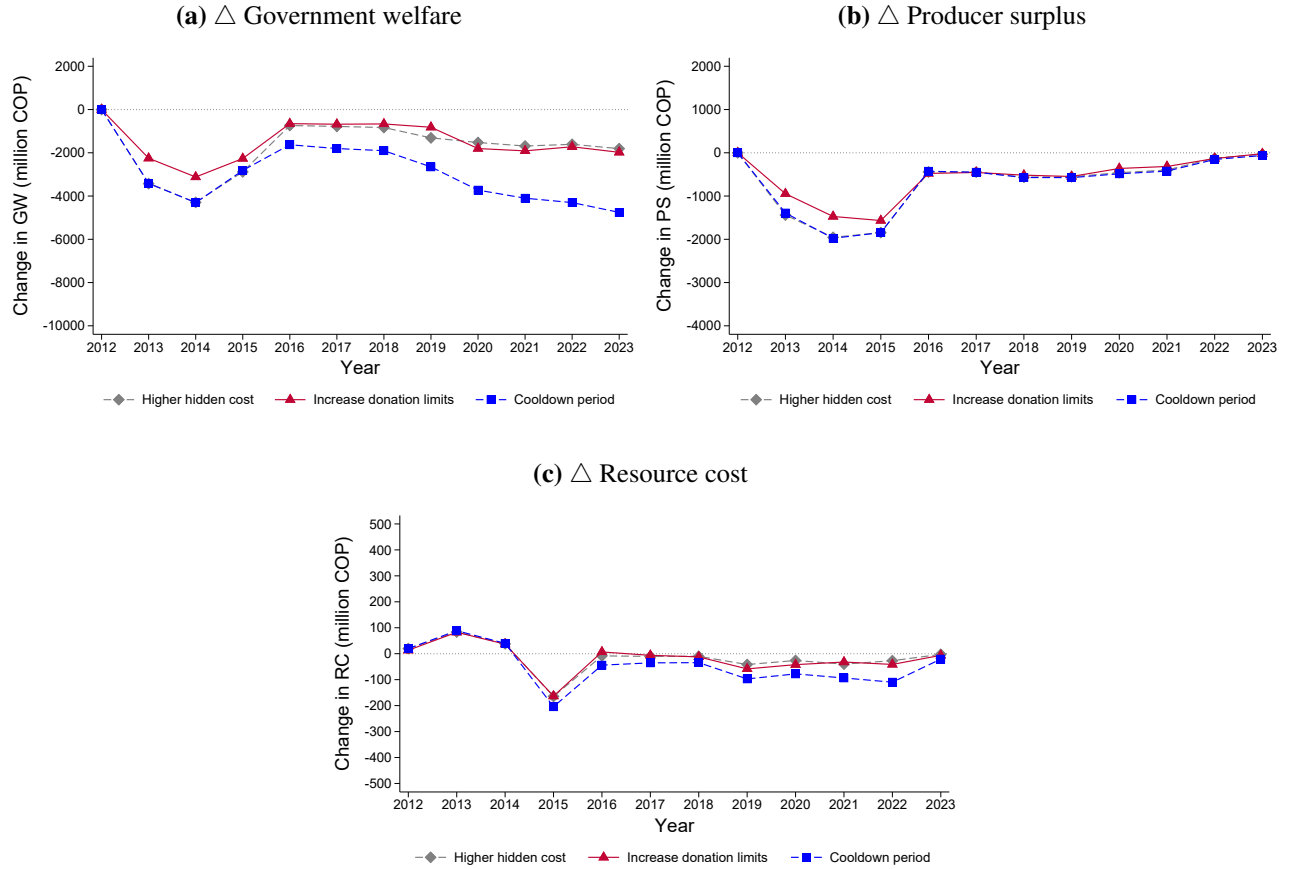 (a) △ Government welfare
Change in GW (million COP)
2000
0
-2000
-4000
-6000
-8000
-10000
2012 2013 2014 2015 2016 2017 2018 2019 2020 2021 2022 2023
Year
Higher hidden cost Increase donation limits Cooldown period
(b) △ Producer surplus
Change in PS (million COP)
2000
1000
0
-1000
-2000
-3000
-4000
2012 2013 2014 2015 2016 2017 2018 2019 2020 2021 2022 2023
Year
Higher hidden cost Increase donation limits Cooldown period
(c) △ Resource cost
Change in RC (million COP)
500
400
300
200
100
0
-100
-200
-300
-400
-500
2012 2013 2014 2015 2016 2017 2018 2019 2020 2021 2022 2023
Year
Higher hidden cost Increase donation limits Cooldown period